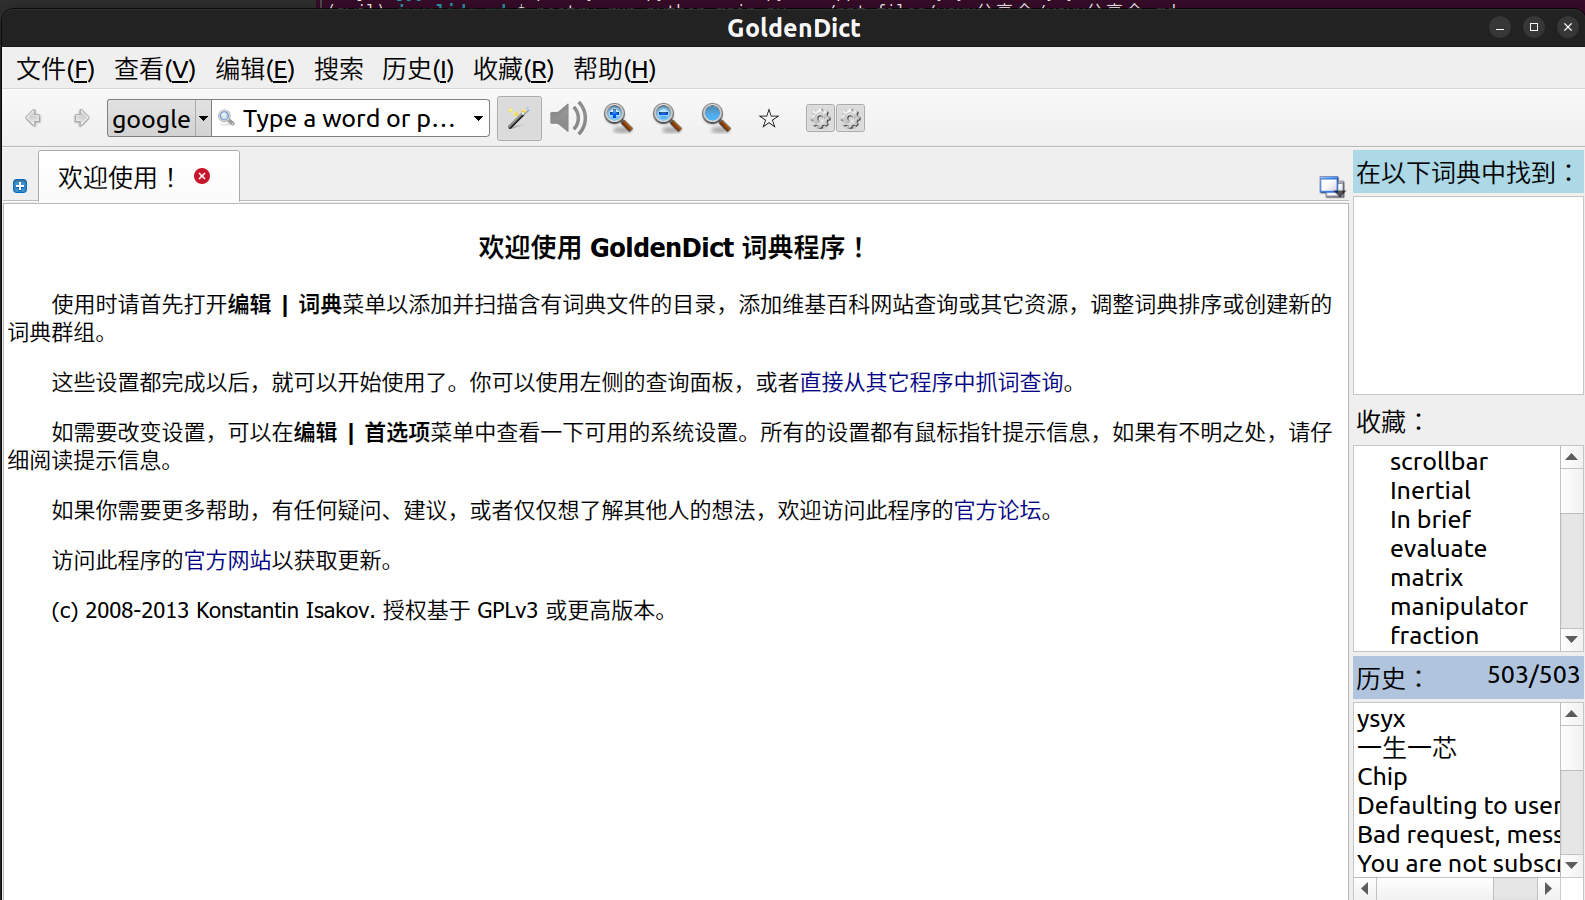 GoldenDict
文件(F) 查看(V) 编辑(E) 搜索 历史(I) 收藏(R) 帮助(H)
google Type a word or p...
欢迎使用！
欢迎使用 GoldenDict 词典程序！
使用时请首先打开编辑 | 词典菜单以添加并扫描含有词典文件的目录，添加维基百科网站查询或其它资源，调整词典排序或创建新的
词典群组。
这些设置都完成以后，就可以开始使用了。你可以使用左侧的查询面板，或者直接从其它程序中抓词查询。
如需要改变设置，可以在编辑 | 首选项菜单中查看一下可用的系统设置。所有的设置都有鼠标指针提示信息，如果有不明之处，请仔
细阅读提示信息。
如果你需要更多帮助，有任何疑问、建议，或者仅仅想了解其他人的想法，欢迎访问此程序的官方论坛。
访问此程序的官方网站以获取更新。
(c) 2008-2013 Konstantin Isakov. 授权基于 GPLv3 或更高版本。
在以下词典中找到：
收藏：
scrollbar
Inertial
In brief
evaluate
matrix
manipulator
fraction
历史： 503/503
ysyx
一生一芯
Chip
Defaulting to user
Bad request, mess
You are not subscr